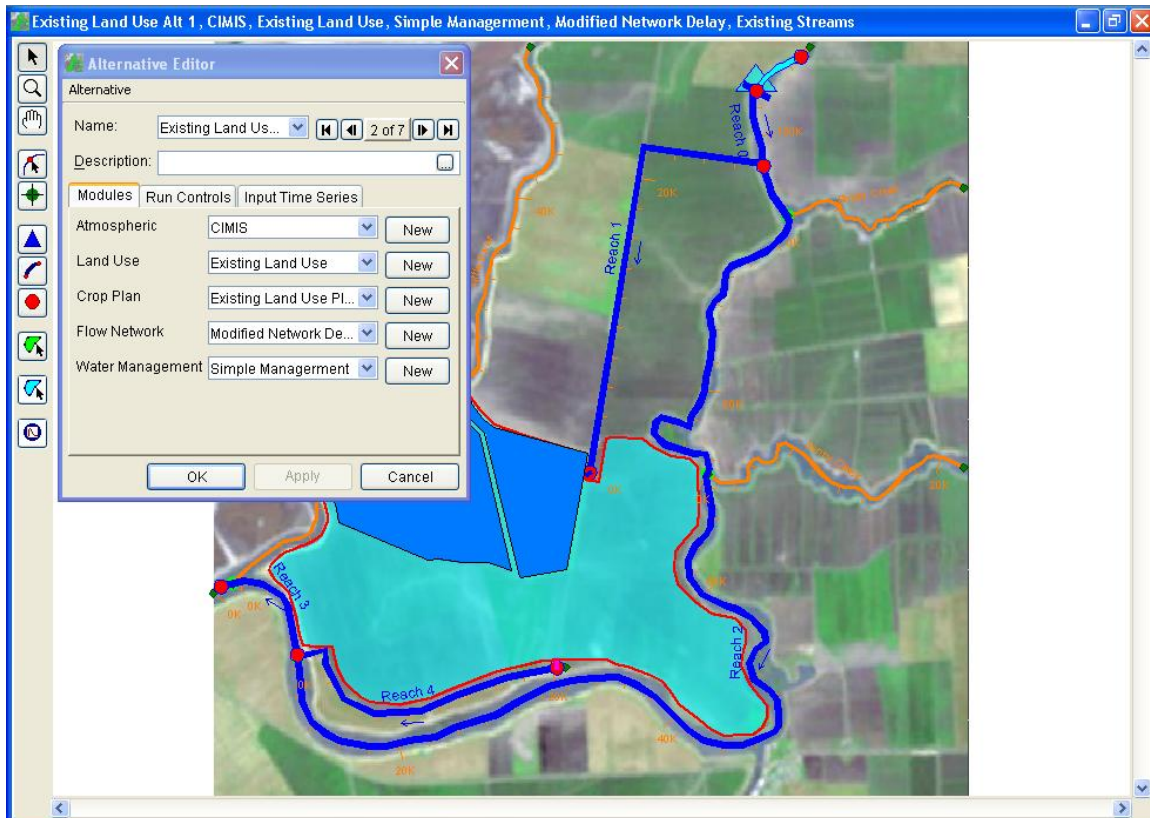 Existing Land Use Alt 1, CIMIS, Existing Land Use, Simple Managerment, Modified Network Delay, Existing Streams
Alternative Editor
Alternative
Name: Existing Land Us... 2 of 7
Description: ...
Modules Run Controls Input Time Series
Atmospheric CIMIS New
Land Use Existing Land Use New
Crop Plan Existing Land Use Pl... New
Flow Network Modified Network De... New
Water Management Simple Managerment New
OK Apply Cancel
Reach 0
Reach 1
20K
40K
0K
20K
Reach 2
Reach 3
0K 0K
Reach 4
40K
20K